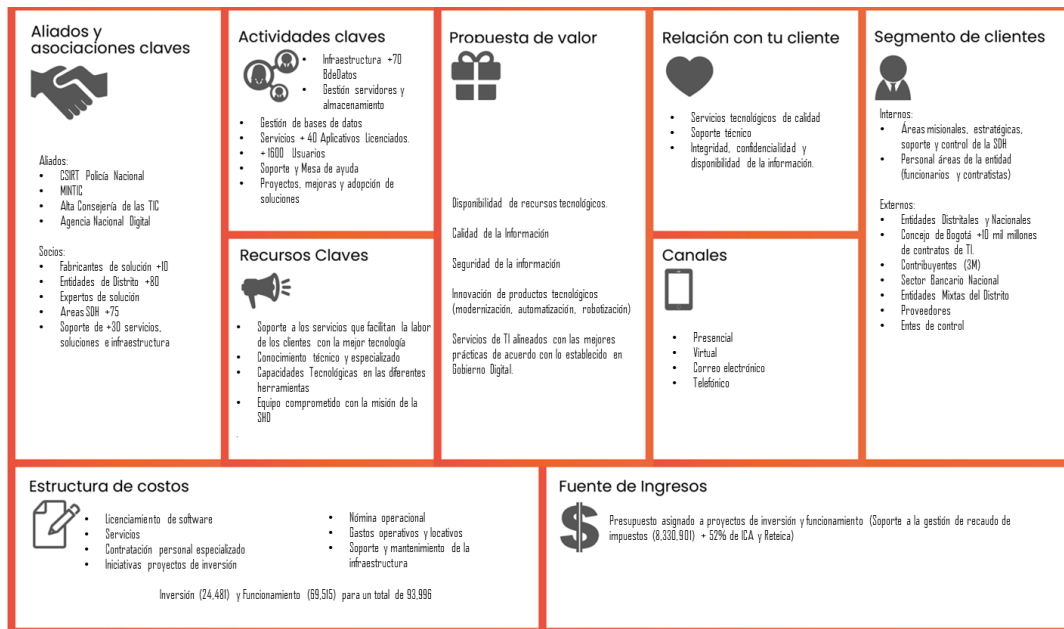 Aliados y
asociaciones claves
Aliados:
• CSIRT Policía Nacional
• MINTIC
• Alta Consejería de las TIC
• Agencia Nacional Digital
Socios:
• Fabricantes de solución +10
• Entidades de Distrito +80
• Expertos de solución
• Areas SDH +75
• Soporte de +30 servicios,
soluciones e infraestructura
Actividades claves
• Infraestructura +70
BdeDatos
• Gestión servidores y
almacenamiento
• Gestión de bases de datos
• Servicios + 40 Aplicativos Licenciados.
• + 1600 Usuarios
• Soporte y Mesa de ayuda
• Proyectos, mejoras y adopción de
soluciones
Recursos Claves
• Soporte a los servicios que facilitan la labor
de los clientes con la mejor tecnología
• Conocimiento técnico y especializado
• Capacidades Tecnológicas en las diferentes
herramientas
• Equipo comprometido con la misión de la
SHD
.
Propuesta de valor
Disponibilidad de recursos tecnológicos.
Calidad de la Información
Seguridad de la información
Innovación de productos tecnológicos
(modernización, automatización, robotización)
Servicios de TI alineados con las mejores
prácticas de acuerdo con lo establecido en
Gobierno Digital.
Relación con tu cliente
• Servicios tecnológicos de calidad
• Soporte técnico
• Integridad, confidencialidad y
disponibilidad de la información.
Canales
• Presencial
• Virtual
• Correo electrónico
• Telefónico
Segmento de clientes
Internos:
• Áreas misionales, estratégicas,
soporte y control de la SDH
• Personal áreas de la entidad
(funcionarios y contratistas)
Externos:
• Entidades Distritales y Nacionales
• Concejo de Bogotá +10 mil millones
de contratos de TI.
• Contribuyentes (3M)
• Sector Bancario Nacional
• Entidades Mixtas del Distrito
• Proveedores
• Entes de control
Estructura de costos
• Licenciamiento de software
• Servicios
• Contratación personal especializado
• Iniciativas proyectos de inversión
• Nómina operacional
• Gastos operativos y locativos
• Soporte y mantenimiento de la
infraestructura
Inversión (24,481) y Funcionamiento (69,515) para un total de 93,996
Fuente de Ingresos
Presupuesto asignado a proyectos de inversión y funcionamiento (Soporte a la gestión de recaudo de
impuestos (8,330,901) + 52% de ICA y Reteica)